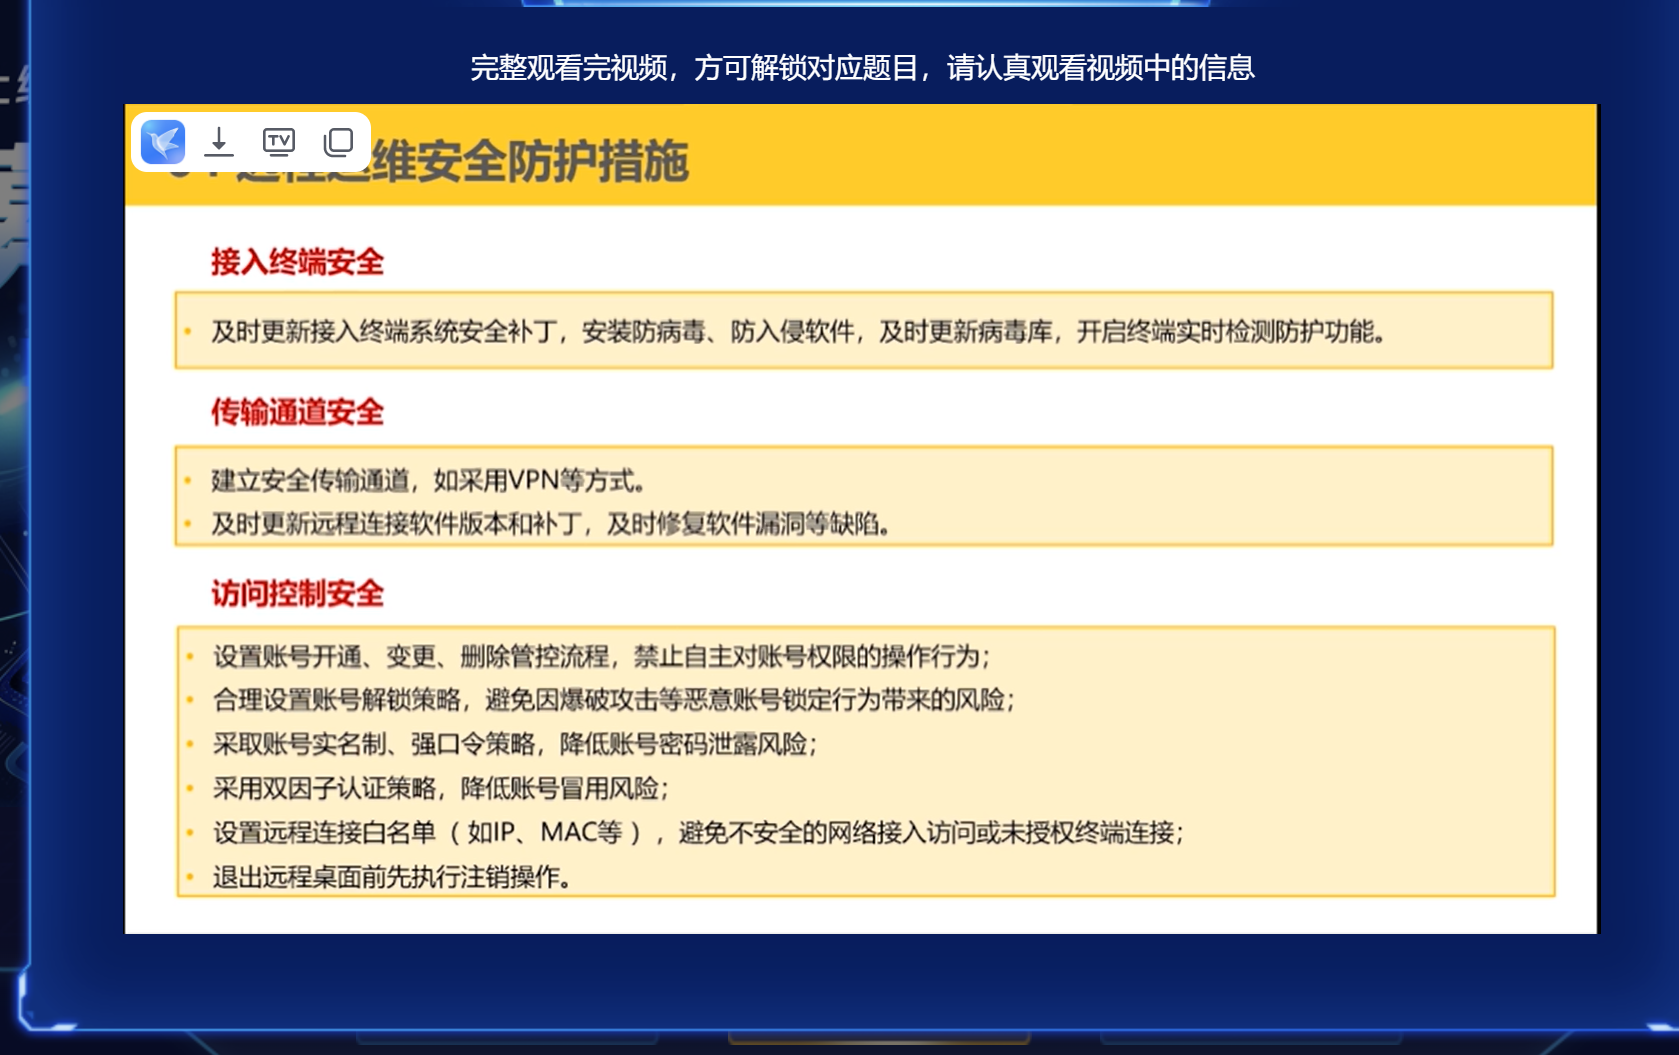 完整观看完视频，方可解锁对应题目，请认真观看视频中的信息
TV
远程运维安全防护措施
接入终端安全
• 及时更新接入终端系统安全补丁，安装防病毒、防入侵软件，及时更新病毒库，开启终端实时检测防护功能。
传输通道安全
• 建立安全传输通道，如采用VPN等方式。
• 及时更新远程连接软件版本和补丁，及时修复软件漏洞等缺陷。
访问控制安全
• 设置账号开通、变更、删除管控流程，禁止自主对账号权限的操作行为；
• 合理设置账号解锁策略，避免因爆破攻击等恶意账号锁定行为带来的风险；
• 采取账号实名制、强口令策略，降低账号密码泄露风险；
• 采用双因子认证策略，降低账号冒用风险；
• 设置远程连接白名单（如IP、MAC等），避免不安全的网络接入访问或未授权终端连接；
• 退出远程桌面前先执行注销操作。